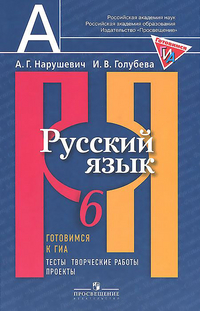 А
Российская академия наук
Российская академия образования
Издательство «Просвещение»
Готовимся
А. Г. Нарушевич И. В. Голубева
Русский
язык
6
ГОТОВИМСЯ
К ГИА
ТЕСТЫ ТВОРЧЕСКИЕ РАБОТЫ
ПРОЕКТЫ
ПРОСВЕЩЕНИЕ